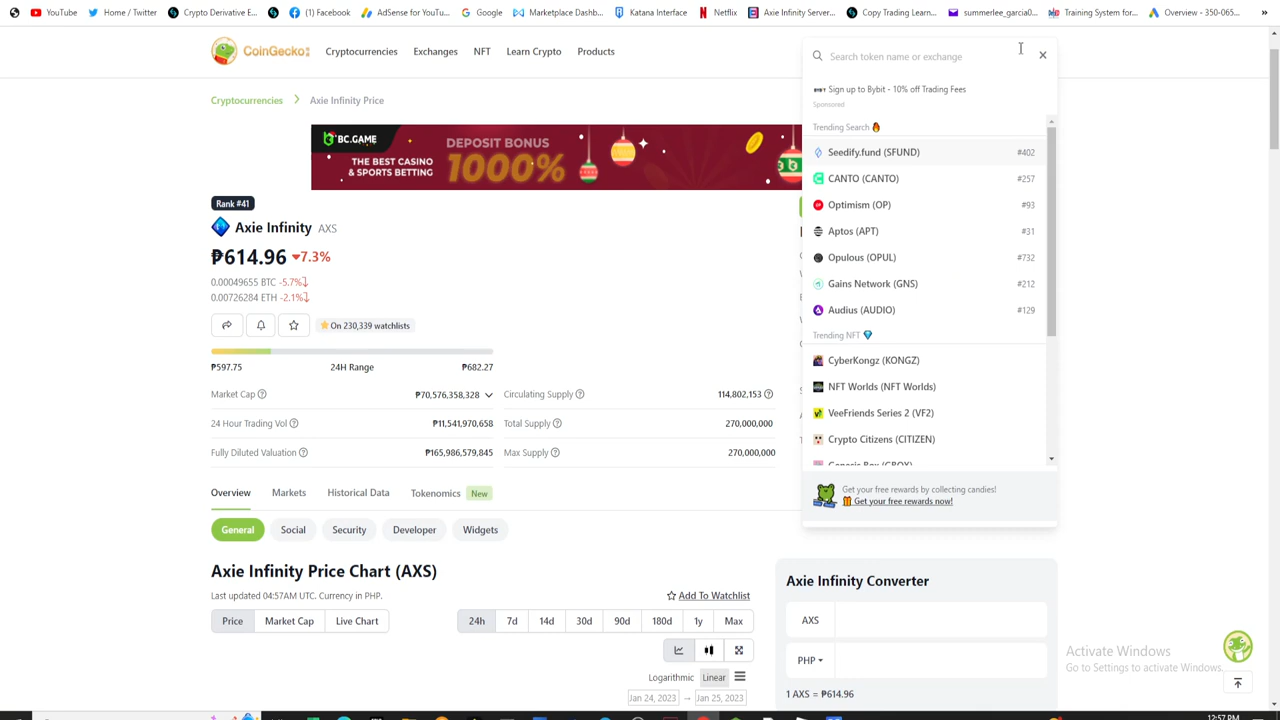 YouTube
Home / Twitter
Crypto Derivative E...
(1) Facebook
AdSense for YouTu...
Google
Marketplace Dashb...
Katana Interface
Netflix
Axie Infinity Server...
Copy Trading Learn...
summerlee_garcia0...
Training System for...
Overview - 350-065...
CoinGecko
Cryptocurrencies
Exchanges
NFT
Learn Crypto
Products
Search token name or exchange
Sign up to Bybit - 10% off Trading Fees
Sponsored
Cryptocurrencies
Axie Infinity Price
BC.GAME
THE BEST CASINO
& SPORTS BETTING
DEPOSIT BONUS
1000%
Rank #41
Axie Infinity AXS
₱614.96 7.3%
0.00049655 BTC -5.7%
0.00726284 ETH -2.1%
On 230,339 watchlists
₱597.75 24H Range ₱682.27
Market Cap ₱70,576,358,328
Circulating Supply 114,802,153
24 Hour Trading Vol ₱11,541,970,658
Total Supply 270,000,000
Fully Diluted Valuation ₱165,986,579,845
Max Supply 270,000,000
Overview Markets Historical Data Tokenomics New
General Social Security Developer Widgets
Trending Search
Seedify.fund (SFUND) #402
CANTO (CANTO) #257
Optimism (OP) #93
Aptos (APT) #31
Opulous (OPUL) #732
Gains Network (GNS) #212
Audius (AUDIO) #129
Trending NFT
CyberKongz (KONGZ)
NFT Worlds (NFT Worlds)
VeeFriends Series 2 (VF2)
Crypto Citizens (CITIZEN)
Genesis Box (GBOX)
Get your free rewards by collecting candies!
Get your free rewards now!
Axie Infinity Price Chart (AXS)
Last updated 04:57AM UTC. Currency in PHP.
Add To Watchlist
Price Market Cap Live Chart
24h 7d 14d 30d 90d 180d 1y Max
Logarithmic Linear
Jan 24, 2023 → Jan 25, 2023
Axie Infinity Converter
AXS
PHP
1 AXS = ₱614.96
Activate Windows
Go to Settings to activate Windows.
12:57 PM